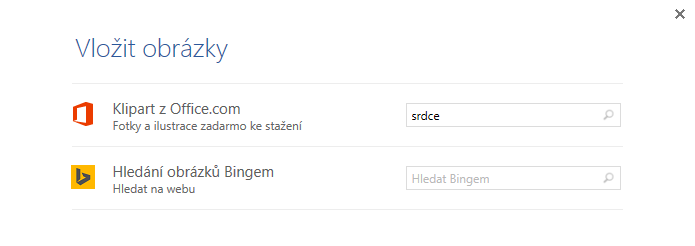 Vložit obrázky
Klipart z Office.com
Fotky a ilustrace zadarmo ke stažení
srdce
Hledání obrázků Bingem
Hledat na webu
Hledat Bingem